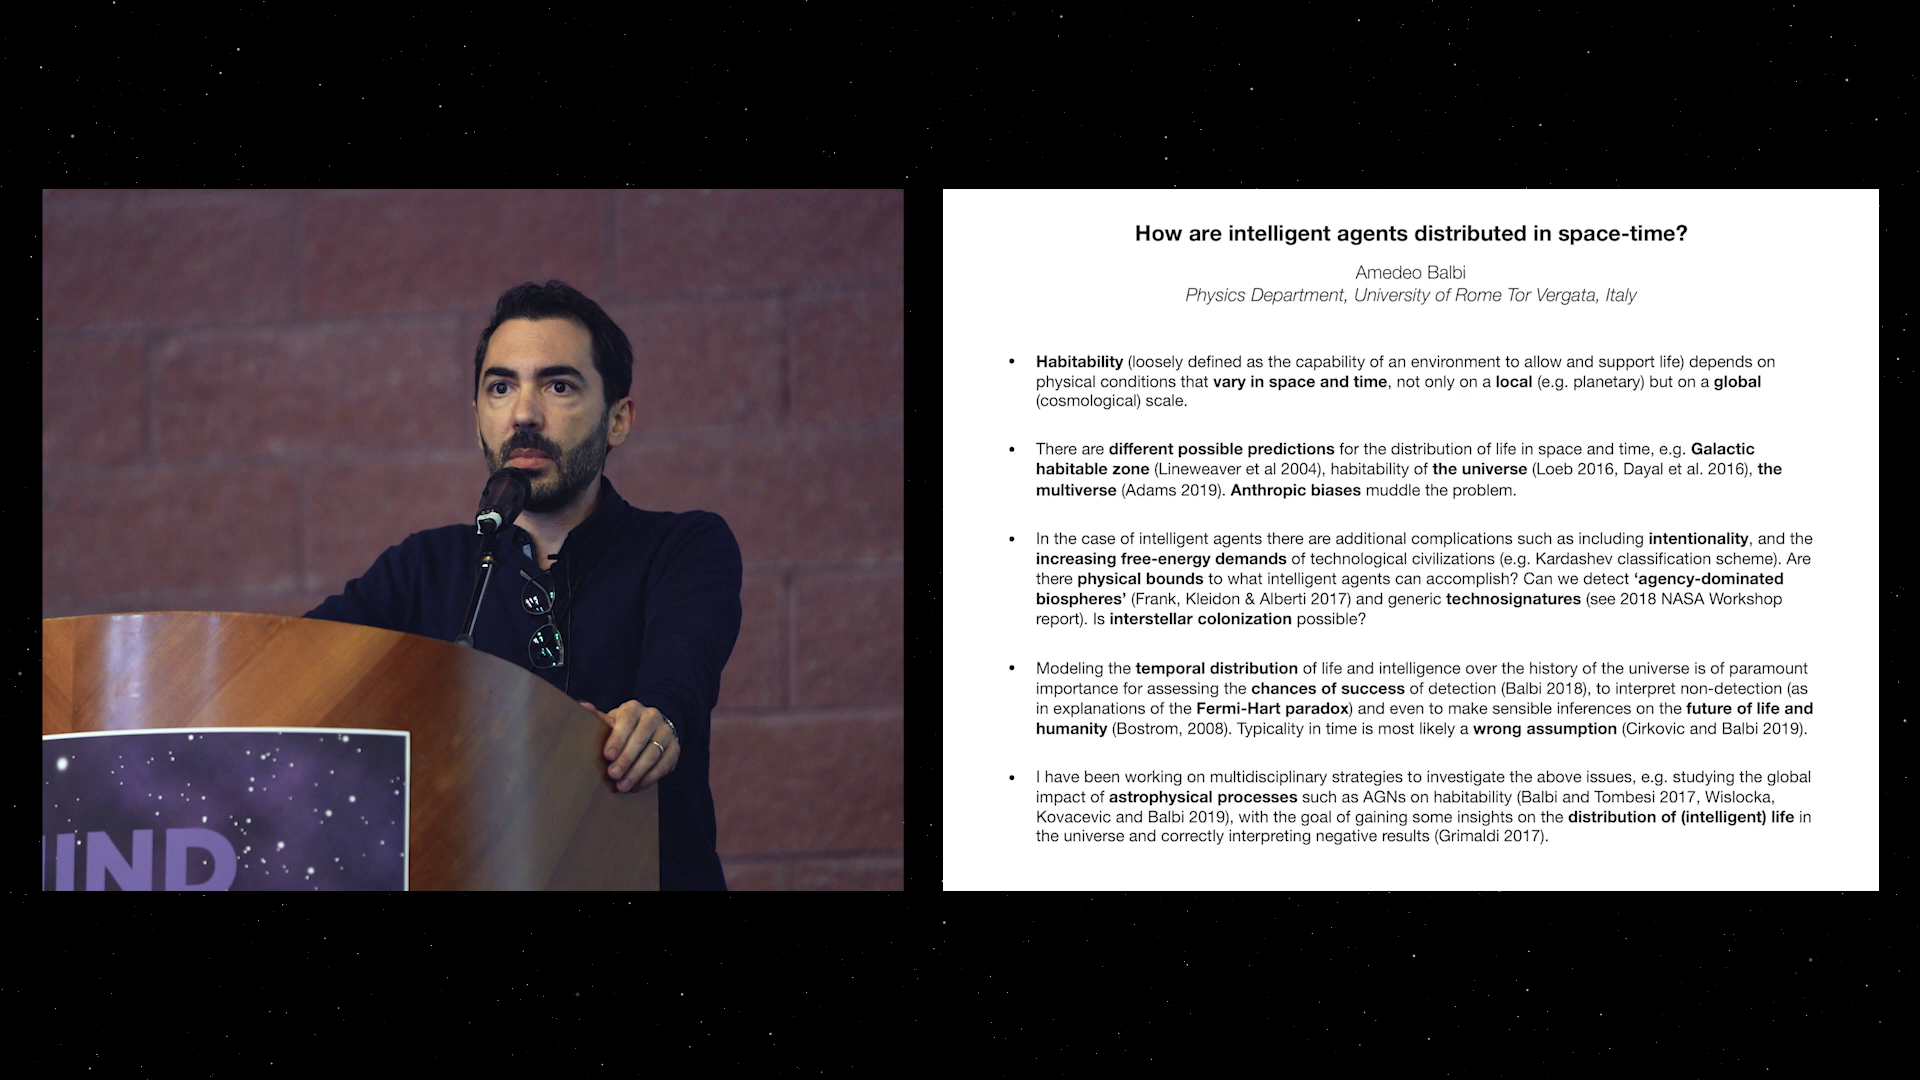 How are intelligent agents distributed in space-time?
Amedeo Balbi
Physics Department, University of Rome Tor Vergata, Italy
• Habitability (loosely defined as the capability of an environment to allow and support life) depends on
physical conditions that vary in space and time, not only on a local (e.g. planetary) but on a global
(cosmological) scale.
• There are different possible predictions for the distribution of life in space and time, e.g. Galactic
habitable zone (Lineweaver et al 2004), habitability of the universe (Loeb 2016, Dayal et al. 2016), the
multiverse (Adams 2019). Anthropic biases muddle the problem.
• In the case of intelligent agents there are additional complications such as including intentionality, and the
increasing free-energy demands of technological civilizations (e.g. Kardashev classification scheme). Are
there physical bounds to what intelligent agents can accomplish? Can we detect ‘agency-dominated
biospheres’ (Frank, Kleidon & Alberti 2017) and generic technosignatures (see 2018 NASA Workshop
report). Is interstellar colonization possible?
• Modeling the temporal distribution of life and intelligence over the history of the universe is of paramount
importance for assessing the chances of success of detection (Balbi 2018), to interpret non-detection (as
in explanations of the Fermi-Hart paradox) and even to make sensible inferences on the future of life and
humanity (Bostrom, 2008). Typicality in time is most likely a wrong assumption (Cirkovic and Balbi 2019).
• I have been working on multidisciplinary strategies to investigate the above issues, e.g. studying the global
impact of astrophysical processes such as AGNs on habitability (Balbi and Tombesi 2017, Wislocka,
Kovacevic and Balbi 2019), with the goal of gaining some insights on the distribution of (intelligent) life in
the universe and correctly interpreting negative results (Grimaldi 2017).
IND